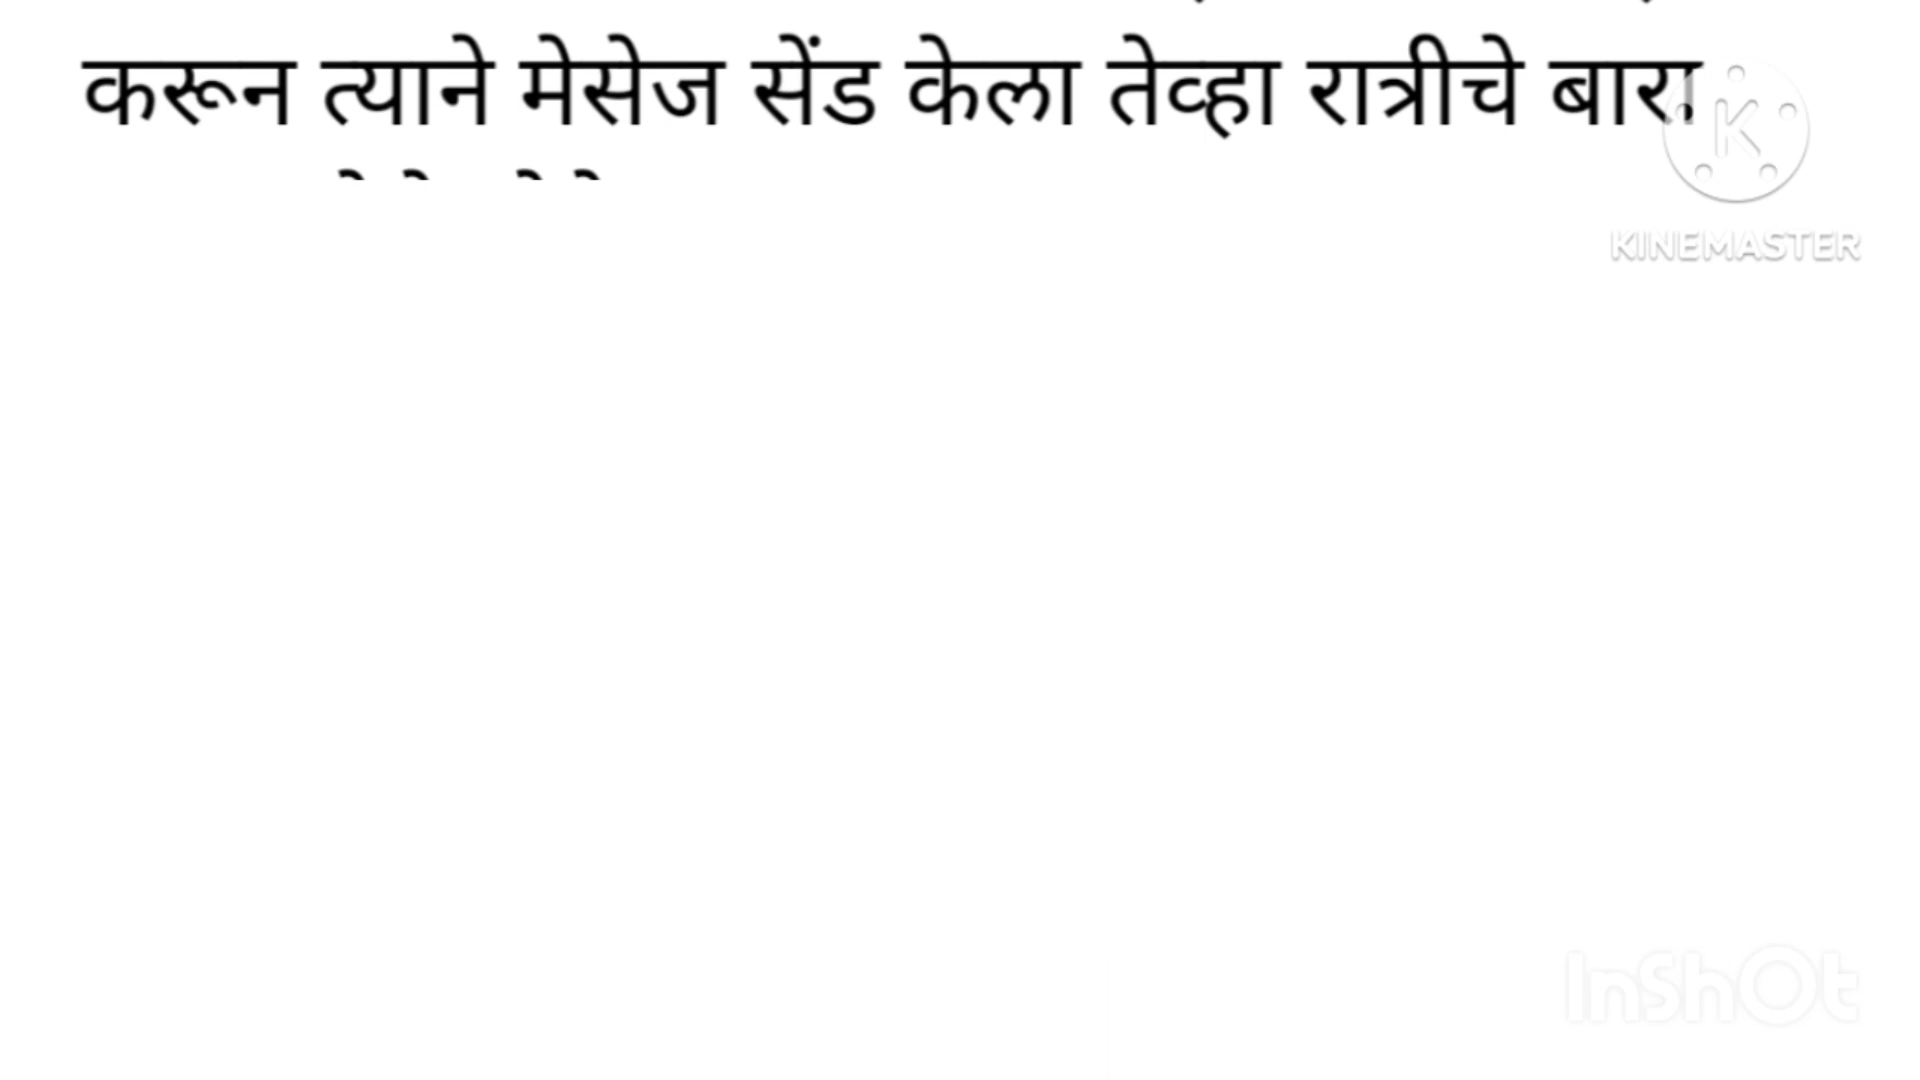 करून त्याने मेसेज सेंड केला तेव्हा रात्रीचे बारा
K
KINEMASTER
InShOt